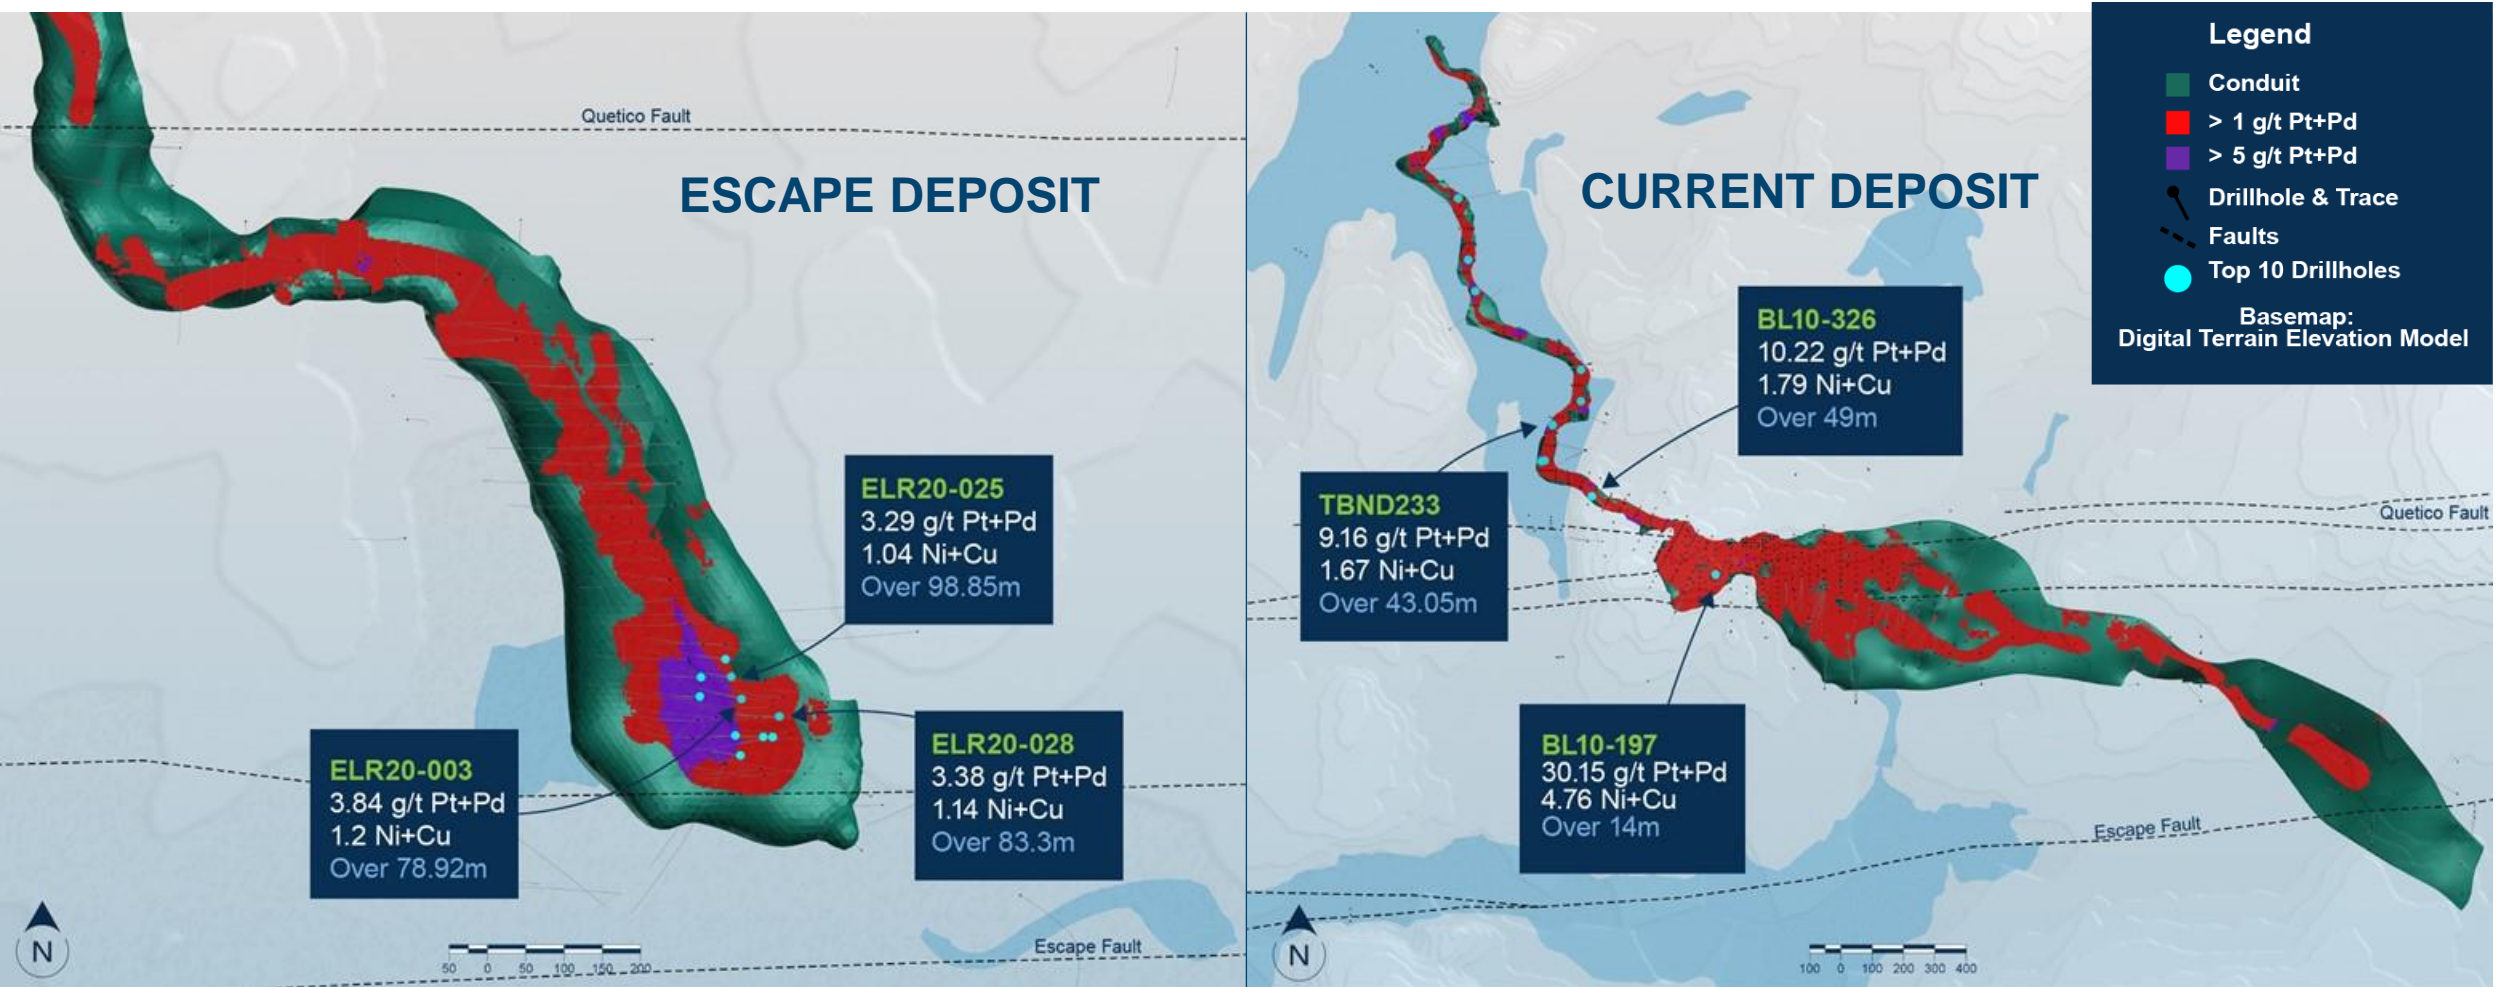 Quetico Fault
ESCAPE DEPOSIT
ELR20-025
3.29 g/t Pt+Pd
1.04 Ni+Cu
Over 98.85m
ELR20-003
3.84 g/t Pt+Pd
1.2 Ni+Cu
Over 78.92m
ELR20-028
3.38 g/t Pt+Pd
1.14 Ni+Cu
Over 83.3m
Escape Fault
N
50 0 50 100 150 200
CURRENT DEPOSIT
BL10-326
10.22 g/t Pt+Pd
1.79 Ni+Cu
Over 49m
TBND233
9.16 g/t Pt+Pd
1.67 Ni+Cu
Over 43.05m
Quetico Fault
BL10-197
30.15 g/t Pt+Pd
4.76 Ni+Cu
Over 14m
Escape Fault
N
100 0 100 200 300 400
Legend
Conduit
> 1 g/t Pt+Pd
> 5 g/t Pt+Pd
Drillhole & Trace
Faults
Top 10 Drillholes
Basemap:
Digital Terrain Elevation Model